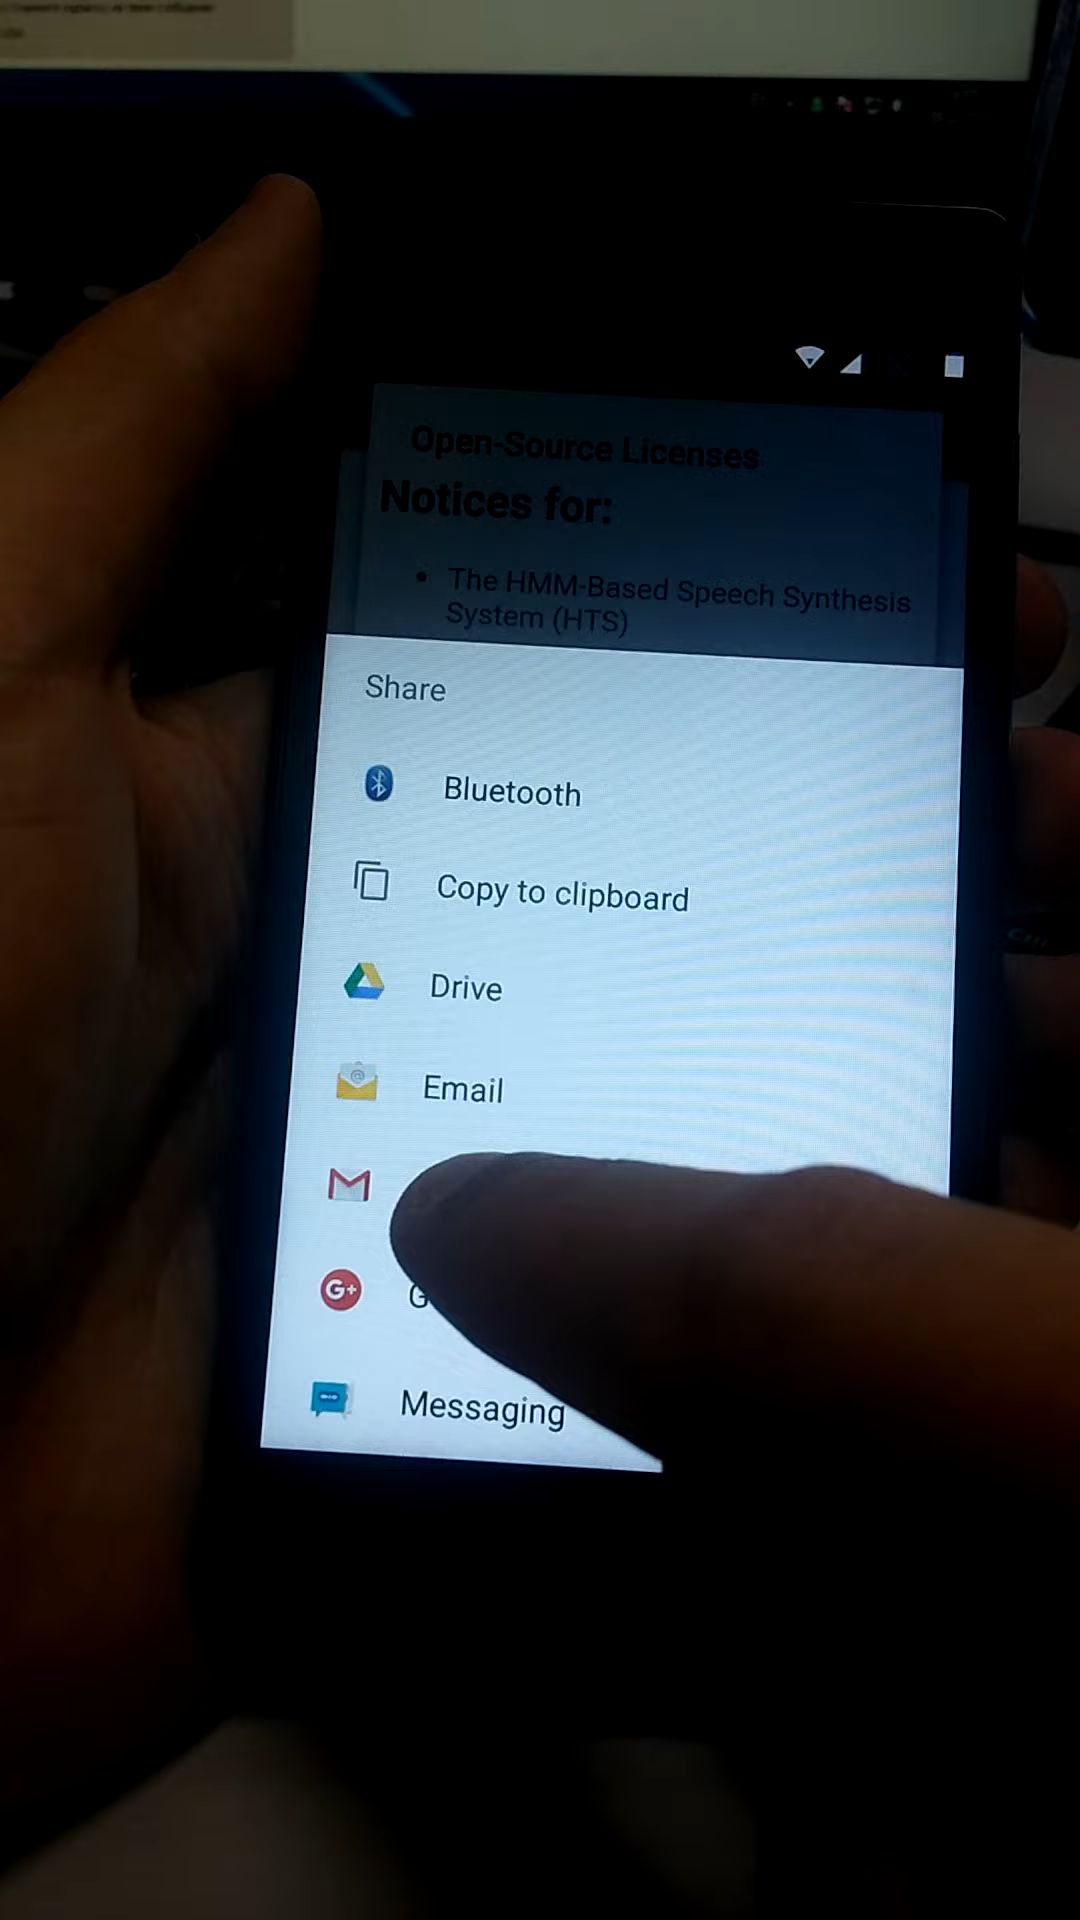 Open-Source Licenses
Notices for:
• The HMM-Based Speech Synthesis
System (HTS)
Share
Bluetooth
Copy to clipboard
Drive
Email
G+
Messaging